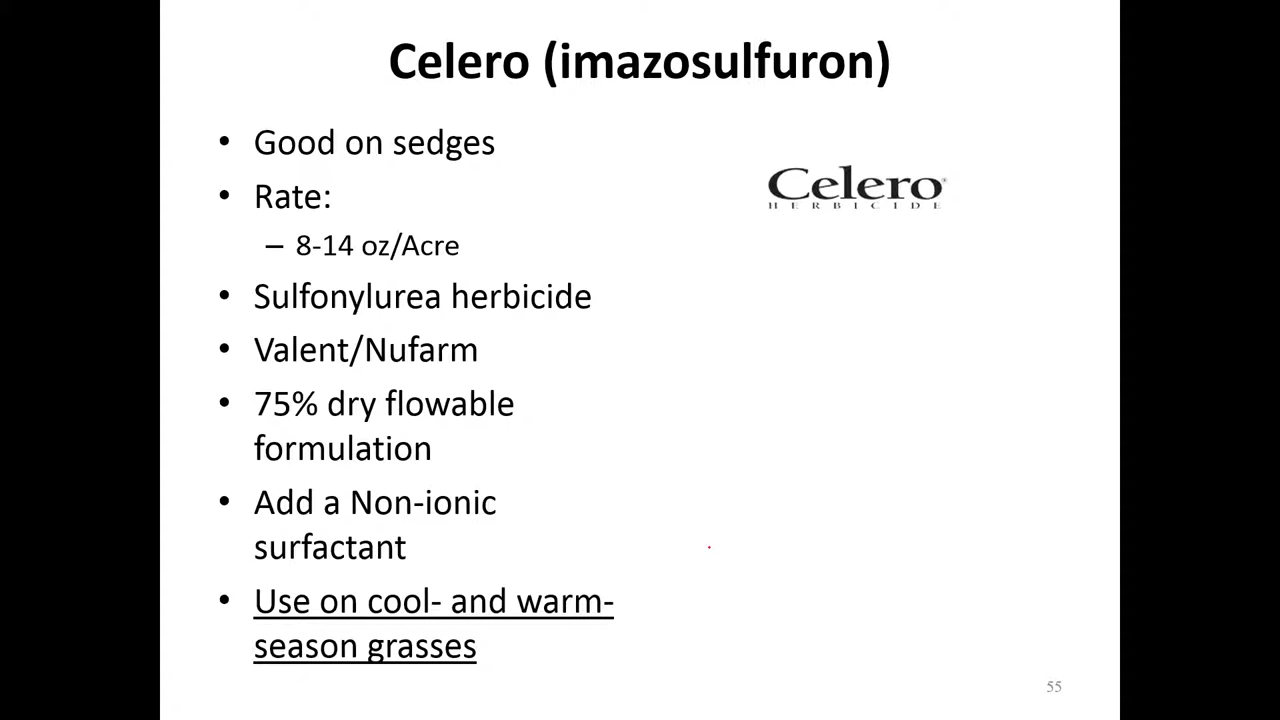 Celero (imazosulfuron)
• Good on sedges
• Rate:
– 8-14 oz/Acre
• Sulfonylurea herbicide
• Valent/Nufarm
• 75% dry flowable
formulation
• Add a Non-ionic
surfactant
• Use on cool- and warm-
season grasses
Celero
HERBICIDE
55